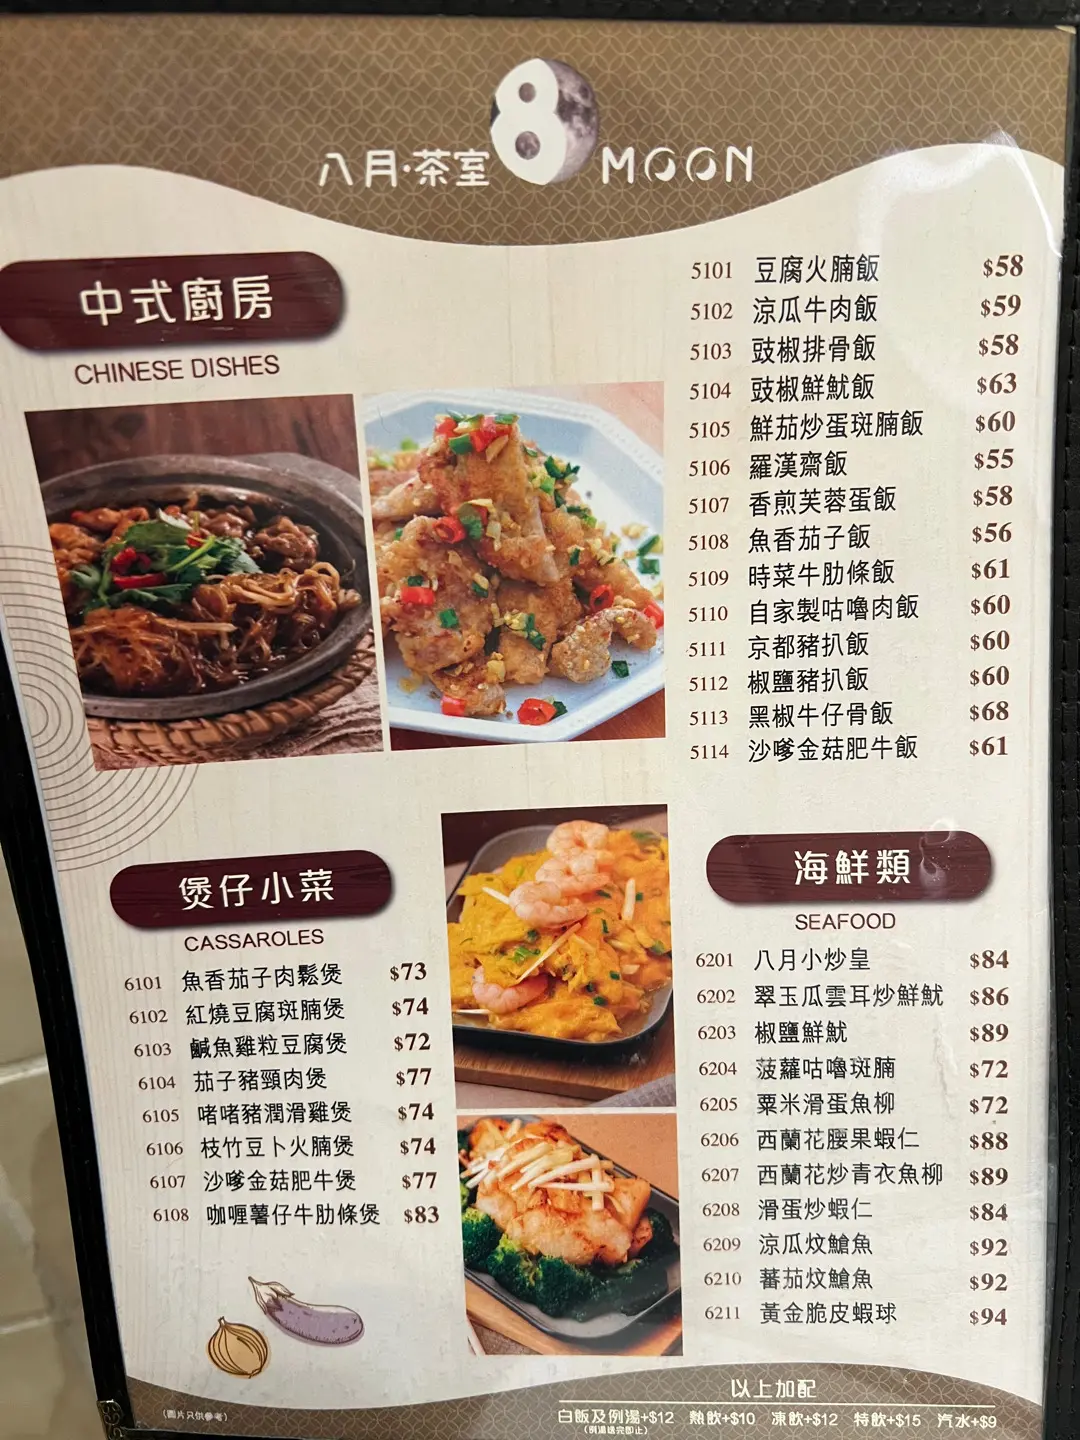 八月·茶室 8 MOON
中式廚房
CHINESE DISHES
5101 豆腐火腩飯 $58
5102 涼瓜牛肉飯 $59
5103 豉椒排骨飯 $58
5104 豉椒鮮魷飯 $63
5105 鮮茄炒蛋斑腩飯 $60
5106 羅漢齋飯 $55
5107 香煎芙蓉蛋飯 $58
5108 魚香茄子飯 $56
5109 時菜牛肋條飯 $61
5110 自家製咕嚕肉飯 $60
5111 京都豬扒飯 $60
5112 椒鹽豬扒飯 $60
5113 黑椒牛仔骨飯 $68
5114 沙嗲金菇肥牛飯 $61
煲仔小菜
CASSAROLES
6101 魚香茄子肉鬆煲 $73
6102 紅燒豆腐斑腩煲 $74
6103 鹹魚雞粒豆腐煲 $72
6104 茄子豬頸肉煲 $77
6105 啫啫豬潤滑雞煲 $74
6106 枝竹豆卜火腩煲 $74
6107 沙嗲金菇肥牛煲 $77
6108 咖喱薯仔牛肋條煲 $83
海鮮類
SEAFOOD
6201 八月小炒皇 $84
6202 翠玉瓜雲耳炒鮮魷 $86
6203 椒鹽鮮魷 $89
6204 菠蘿咕嚕斑腩 $72
6205 粟米滑蛋魚柳 $72
6206 西蘭花腰果蝦仁 $88
6207 西蘭花炒青衣魚柳 $89
6208 滑蛋炒蝦仁 $84
6209 涼瓜炆鯧魚 $92
6210 蕃茄炆鯧魚 $92
6211 黃金脆皮蝦球 $94
以上加配
白飯及例湯+$12 熱飲+$10 凍飲+$12 特飲+$15 汽水+$9
(例湯送完即止)
(圖片只供參考)